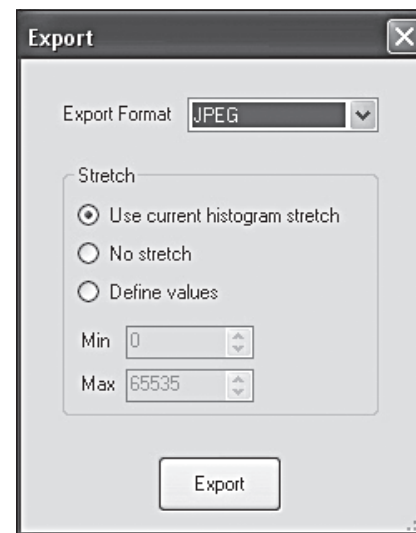 Export
Export Format JPEG
Stretch
Use current histogram stretch
No stretch
Define values
Min 0
Max 65535
Export